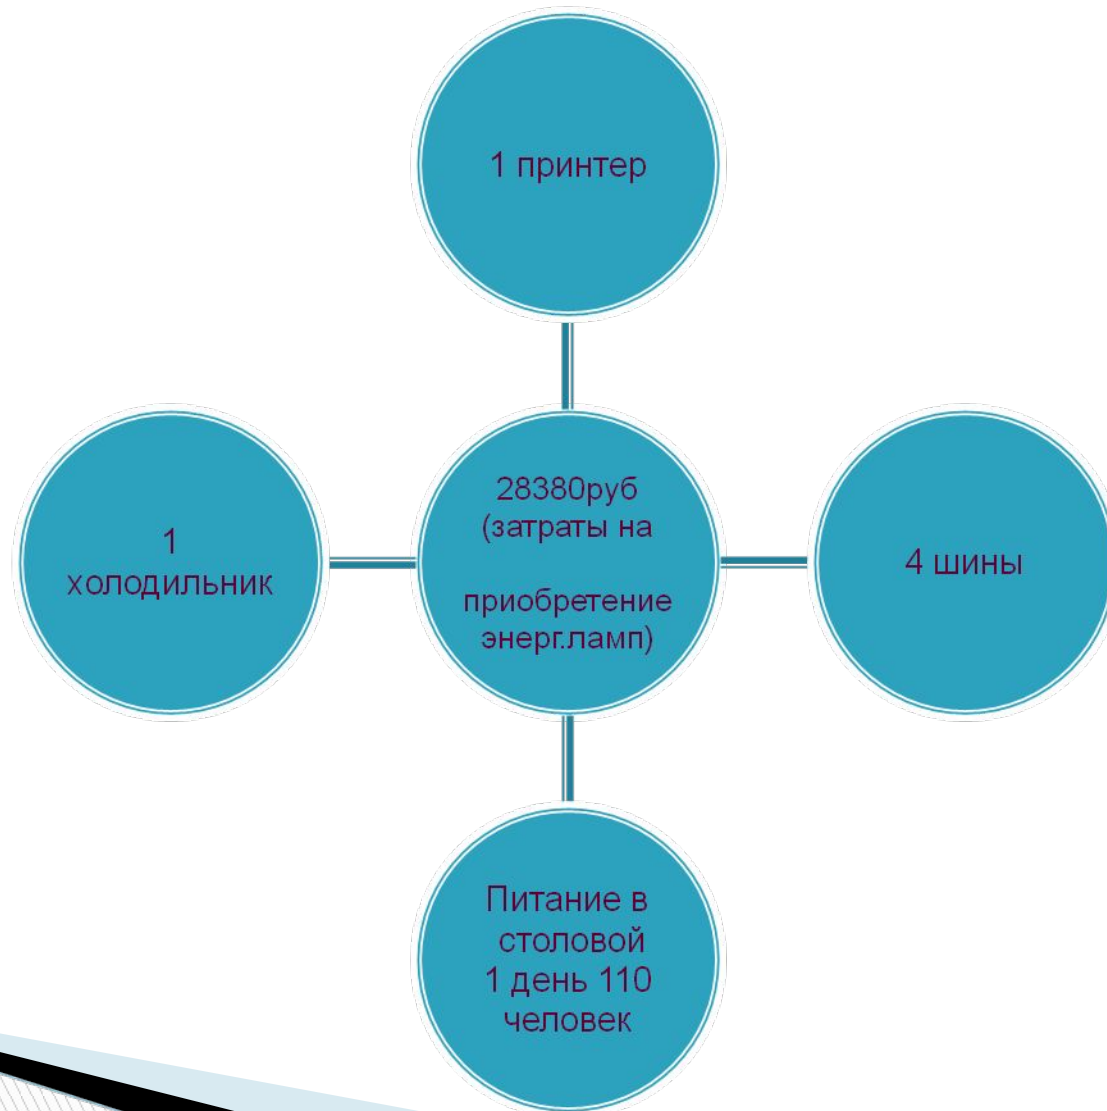 1 принтер
1
холодильник
28380руб
(затраты на
приобретение
энерг.ламп)
4 шины
Питание в
столовой
1 день 110
человек